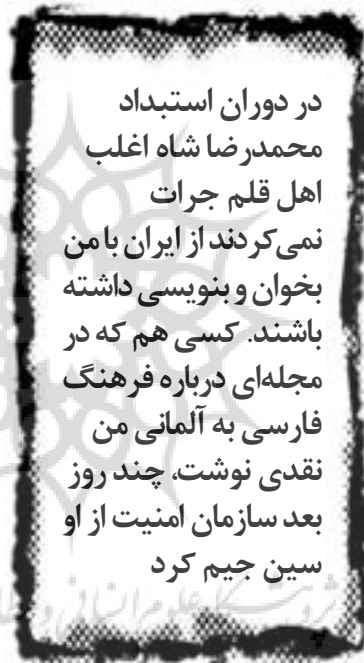 در دوران استبداد
محمدرضا شاه اغلب
اهل قلم جرات
نمی‌کردند از ایران با من
بخوان و بنویسی داشته
باشند. کسی هم که در
مجله‌ای درباره فرهنگ
فارسی به آلمانی من
نقدی نوشت، چند روز
بعد سازمان امنیت از او
سین جیم کرد